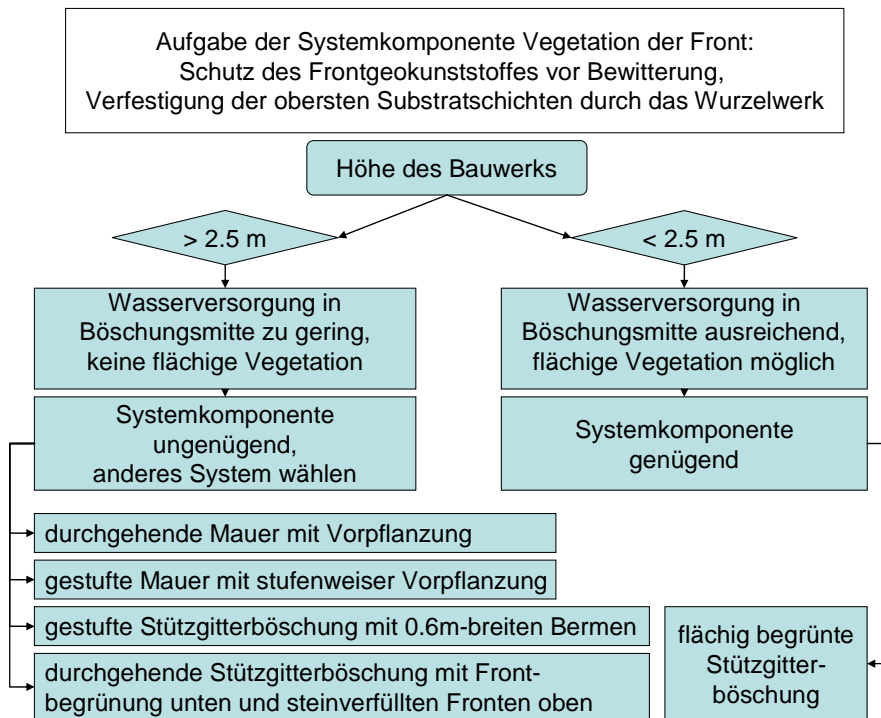 Aufgabe der Systemkomponente Vegetation der Front:
Schutz des Frontgeokunststoffes vor Bewitterung,
Verfestigung der obersten Substratschichten durch das Wurzelwerk
Höhe des Bauwerks
> 2.5 m
< 2.5 m
Wasserversorgung in
Böschungsmitte zu gering,
keine flächige Vegetation
Wasserversorgung in
Böschungsmitte ausreichend,
flächige Vegetation möglich
Systemkomponente
ungenügend,
anderes System wählen
Systemkomponente
genügend
durchgehende Mauer mit Vorpflanzung
gestufte Mauer mit stufenweiser Vorpflanzung
gestufte Stützgitterböschung mit 0.6m-breiten Bermen
durchgehende Stützgitterböschung mit Front-
begrünung unten und steinverfüllten Fronten oben
flächig begrünte
Stützgitter-
böschung